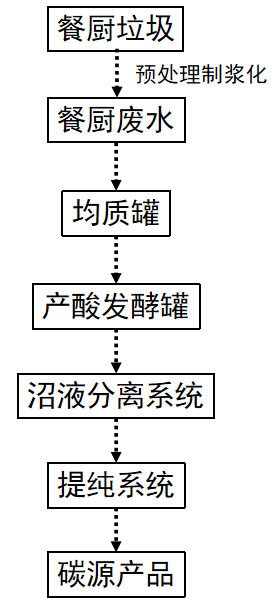 餐厨垃圾
预处理制浆化
餐厨废水
均质罐
产酸发酵罐
沼液分离系统
提纯系统
碳源产品